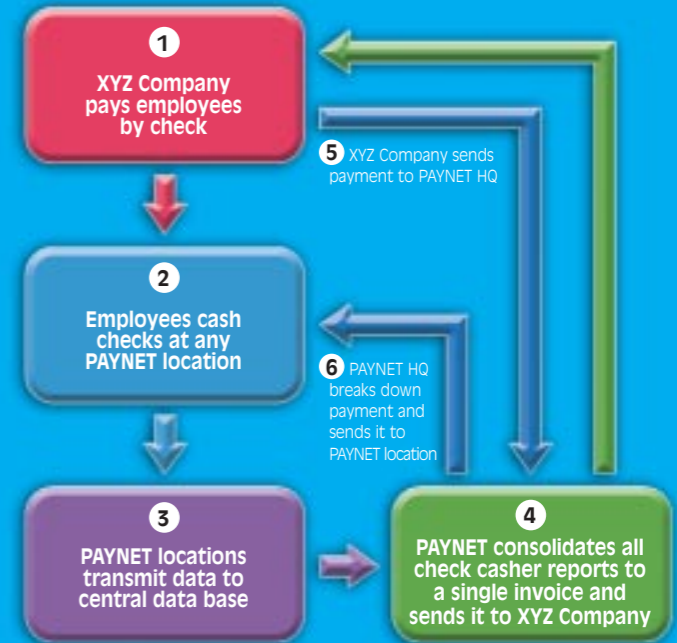 1
XYZ Company
pays employees
by check
5 XYZ Company sends
payment to PAYNET HQ
2
Employees cash
checks at any
PAYNET location
6 PAYNET HQ
breaks down
payment and
sends it to
PAYNET location
3
PAYNET locations
transmit data to
central data base
4
PAYNET consolidates all
check casher reports to
a single invoice and
sends it to XYZ Company